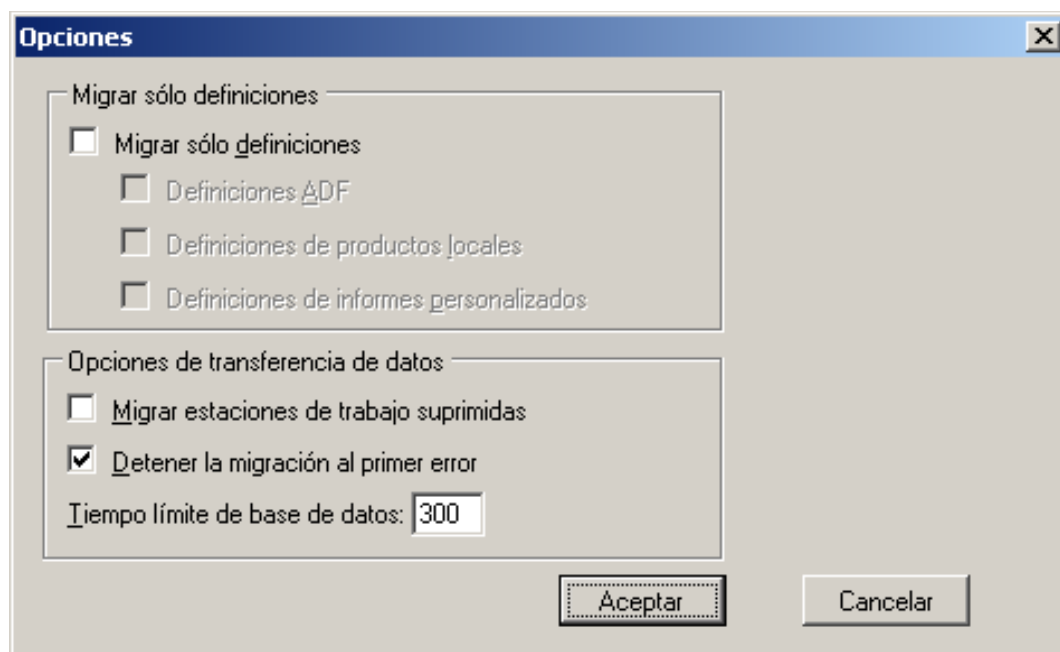 Opciones
Migrar sólo definiciones
Migrar sólo definiciones
Definiciones ADF
Definiciones de productos locales
Definiciones de informes personalizados
Opciones de transferencia de datos
Migrar estaciones de trabajo suprimidas
Detener la migración al primer error
Tiempo límite de base de datos: 300
Aceptar Cancelar